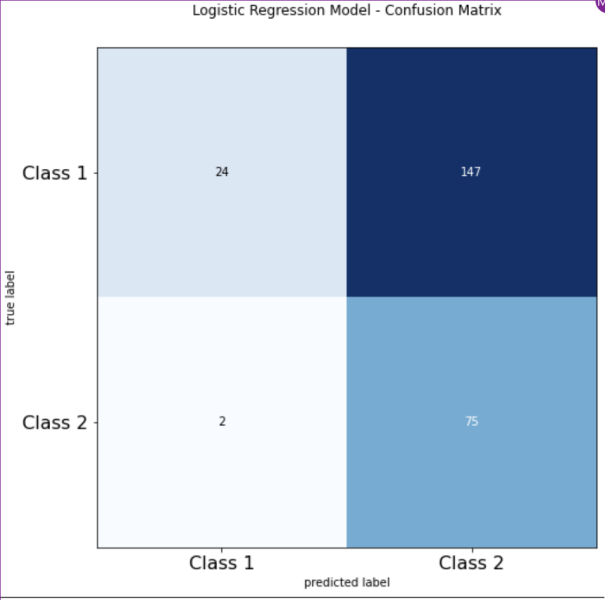 Logistic Regression Model - Confusion Matrix
Class 1
24
147
true label
Class 2
2
75
Class 1
Class 2
predicted label